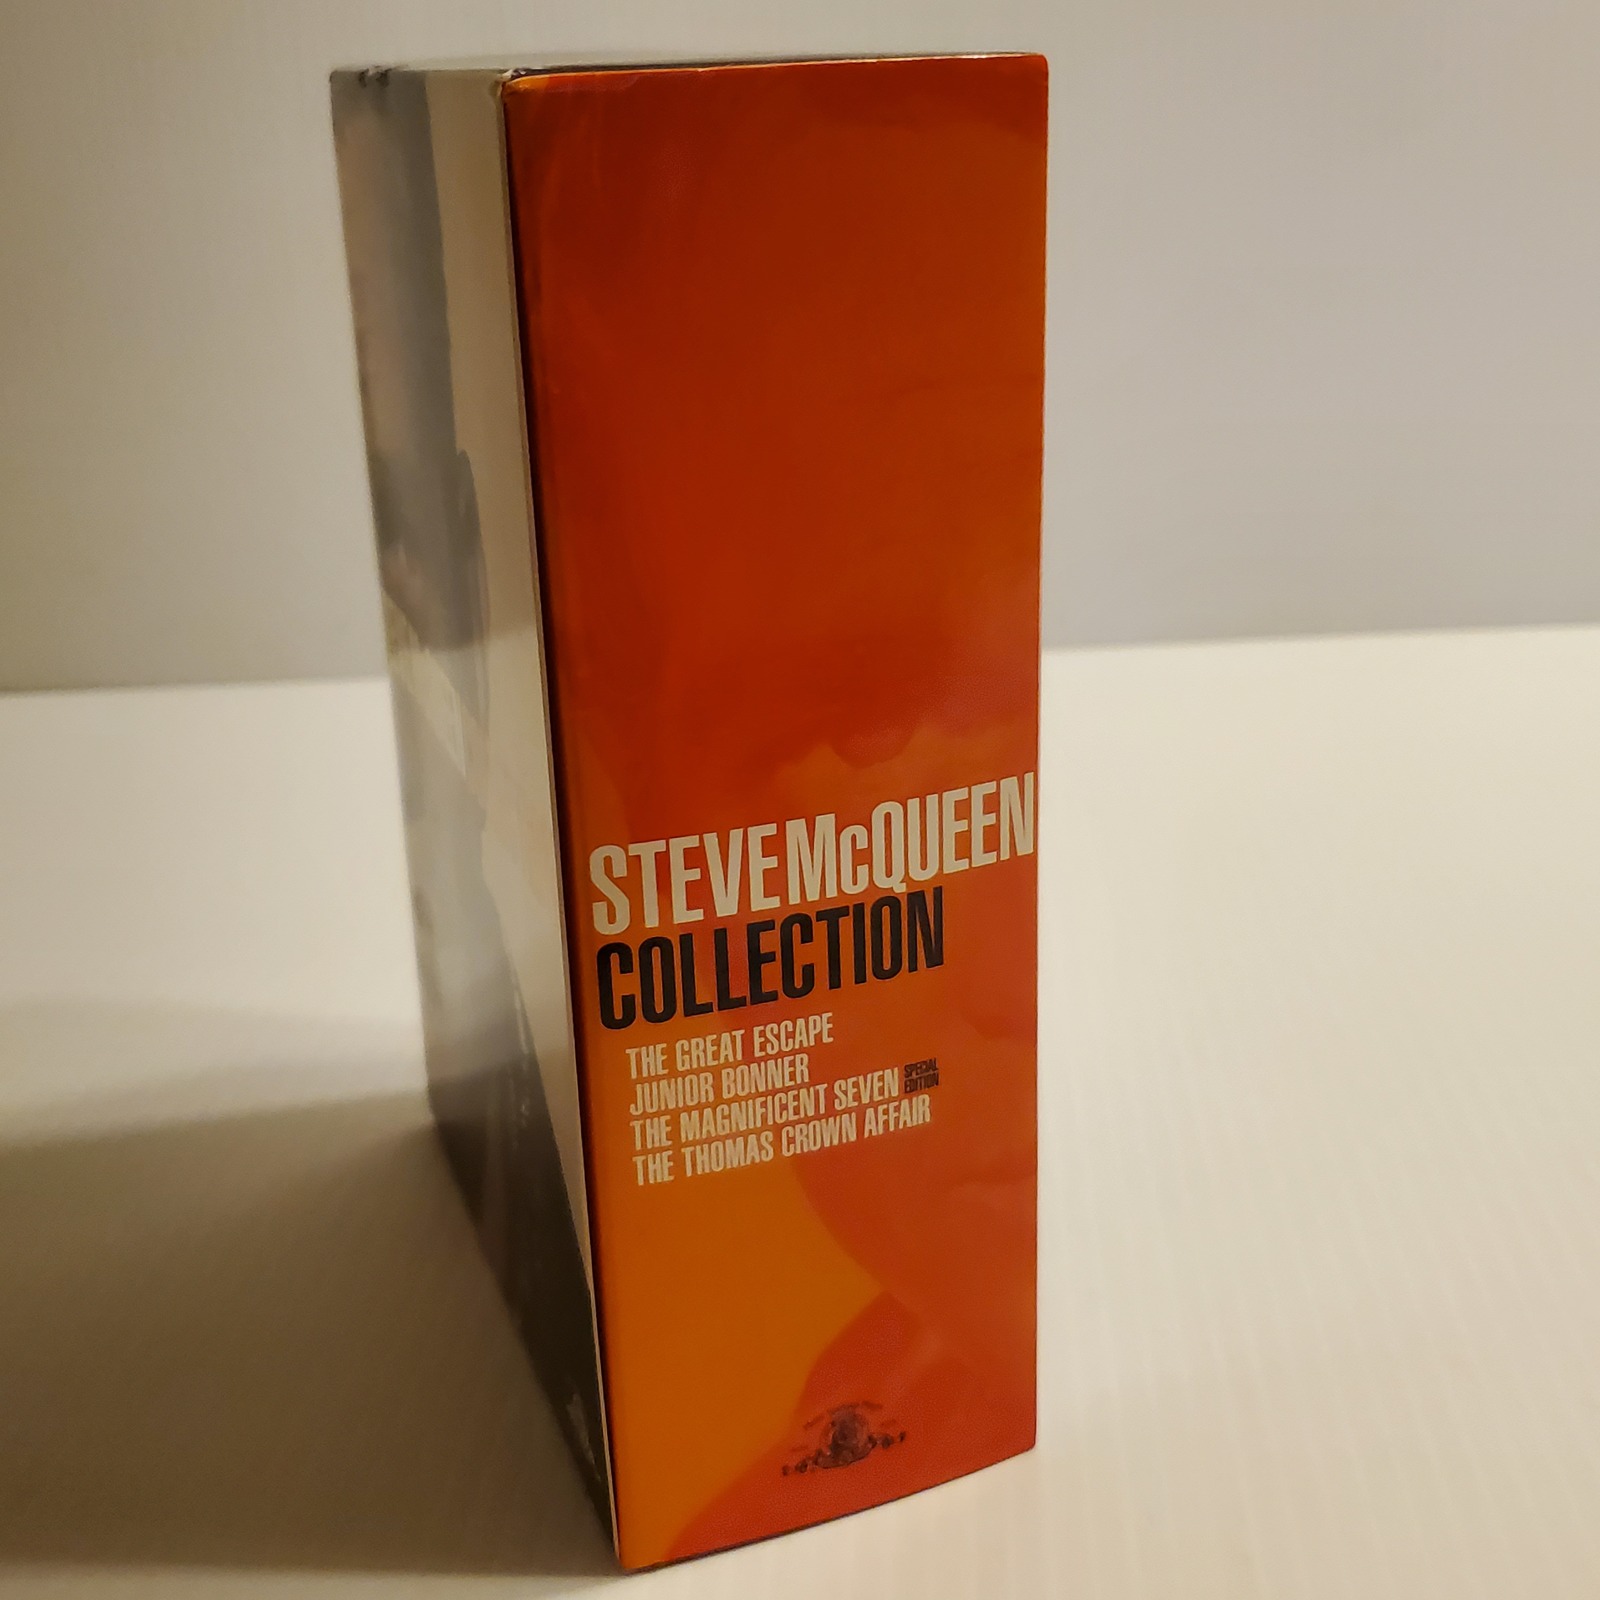 STEVE McQUEEN
COLLECTION
THE GREAT ESCAPE
JUNIOR BONNER
THE MAGNIFICENT SEVEN SPECIAL EDITION
THE THOMAS CROWN AFFAIR